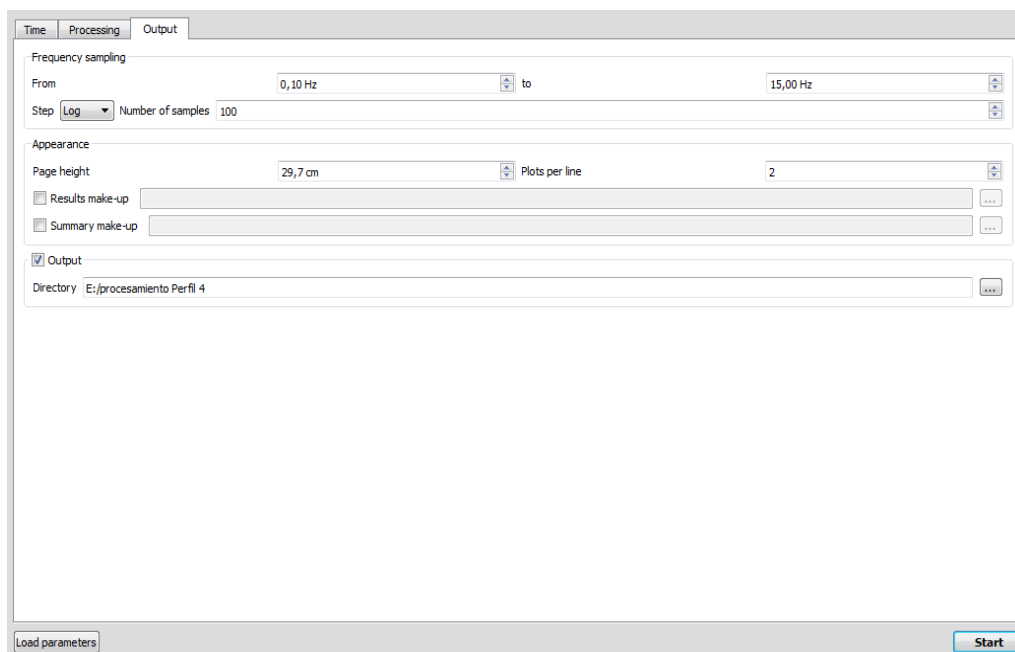 Time Processing Output
Frequency sampling
From 0,10 Hz to 15,00 Hz
Step Log Number of samples 100
Appearance
Page height 29,7 cm Plots per line 2
Results make-up ...
Summary make-up ...
Output
Directory E:/procesamiento Perfil 4 ...
Load parameters Start